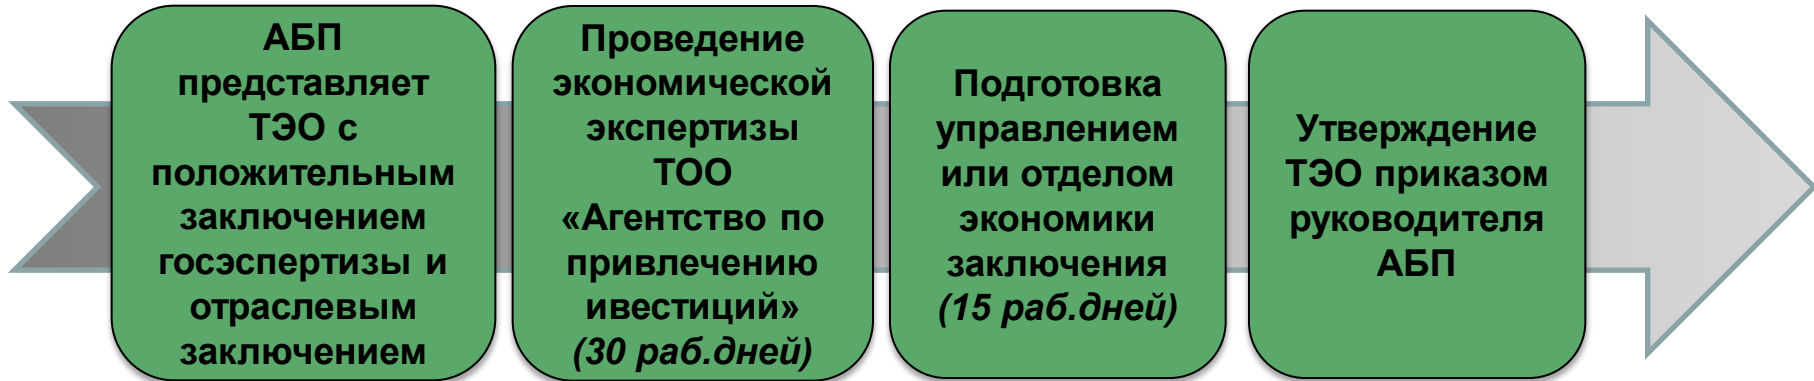 АБП
представляет
ТЭО с
положительным
заключением
госэспертизы и
отраслевым
заключением
Проведение
экономической
экспертизы
ТОО
«Агентство по
привлечению
ивестиций»
(30 раб.дней)
Подготовка
управлением
или отделом
экономики
заключения
(15 раб.дней)
Утверждение
ТЭО приказом
руководителя
АБП